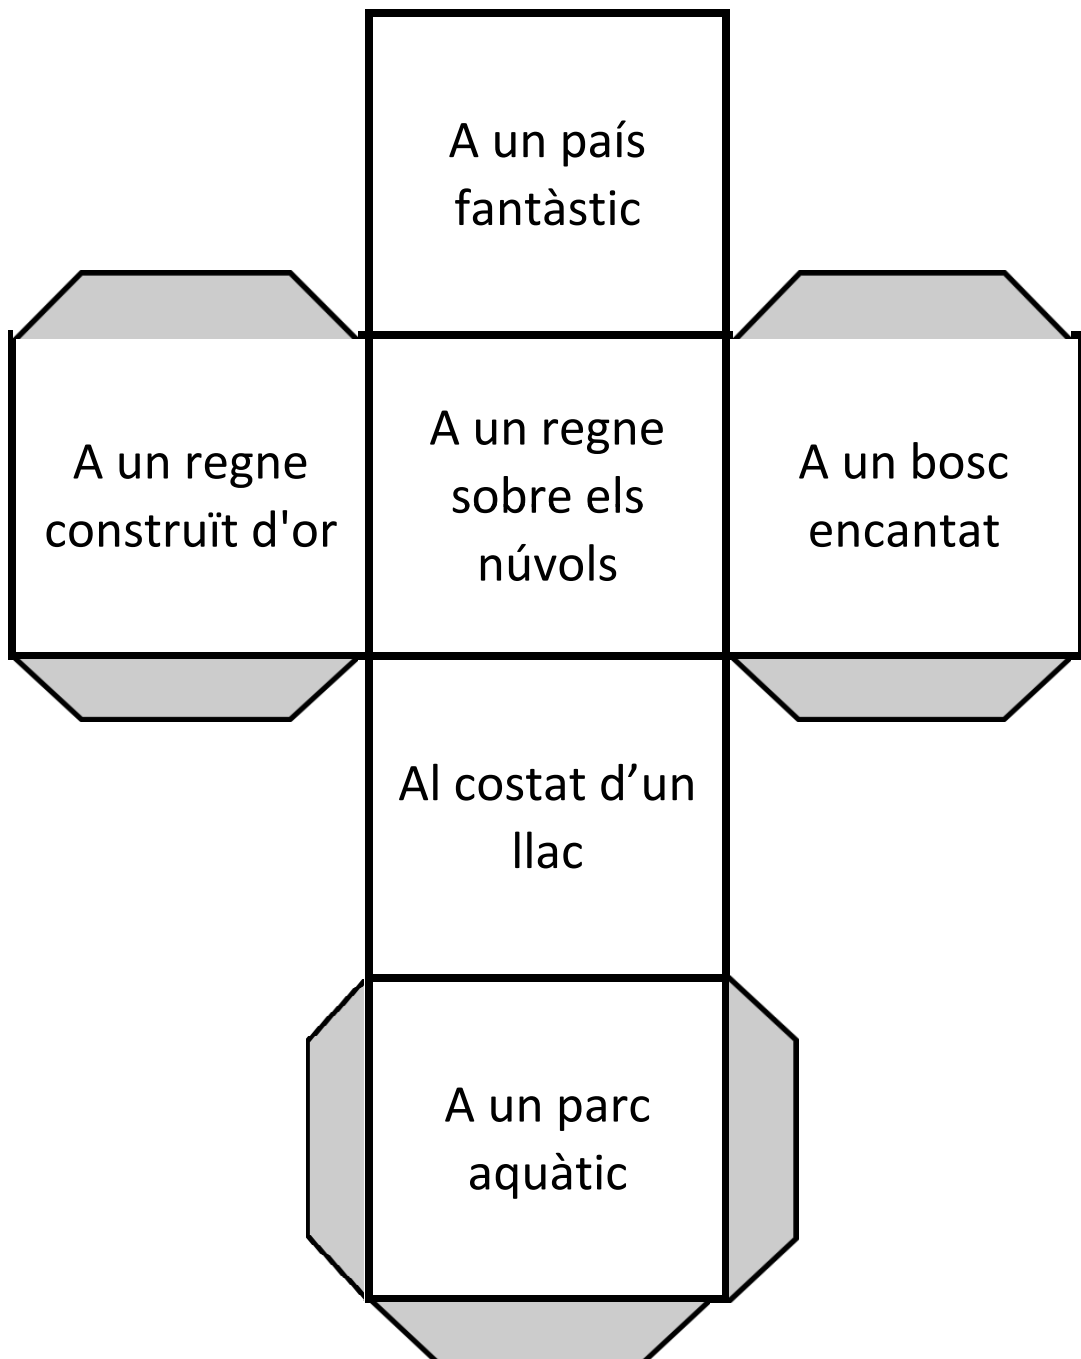 A un país
fantàstic
A un regne
construït d'or
A un regne
sobre els
núvols
A un bosc
encantat
Al costat d’un
llac
A un parc
aquàtic